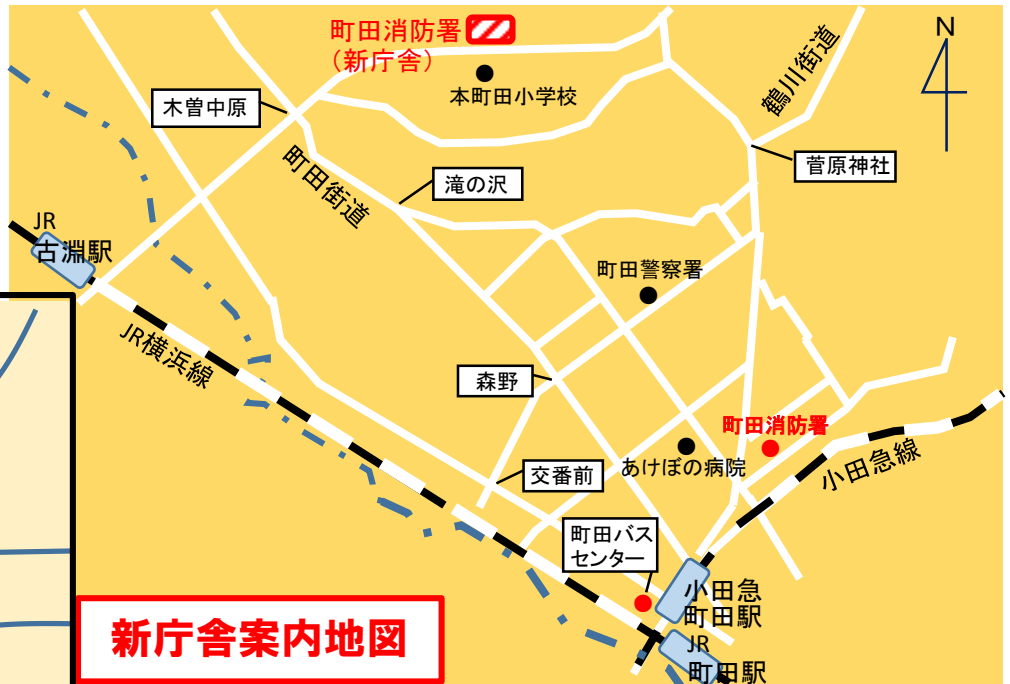 町田消防署
（新庁舎）
N
本町田小学校
鶴川街道
木曽中原
町田街道
滝の沢
菅原神社
JR
古淵駅
町田警察署
JR横浜線
森野
町田消防署
あけぼの病院
小田急線
交番前
町田バス
センター
小田急
町田駅
JR
町田駅
新庁舎案内地図